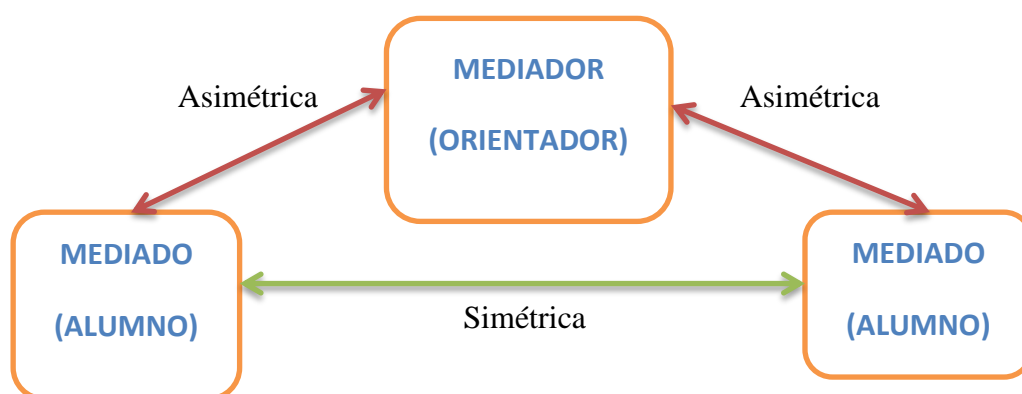 MEDIADOR
(ORIENTADOR)
Asimétrica
Asimétrica
MEDIADO
(ALUMNO)
MEDIADO
(ALUMNO)
Simétrica